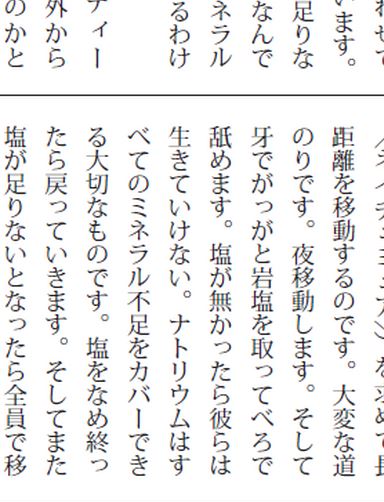 います。
足りな
なんで
ネラル
るわけ
ティー
外から
のかと
を求めて長
距離を移動するのです。大変な道
のりです。夜移動します。そして
牙でがっがと岩塩を取ってべろで
舐めます。塩が無かったら彼らは
生きていけない。ナトリウムはす
べてのミネラル不足をカバーでき
る大切なものです。塩をなめ終っ
たら戻っていきます。そしてまた
塩が足りないとなったら全員で移